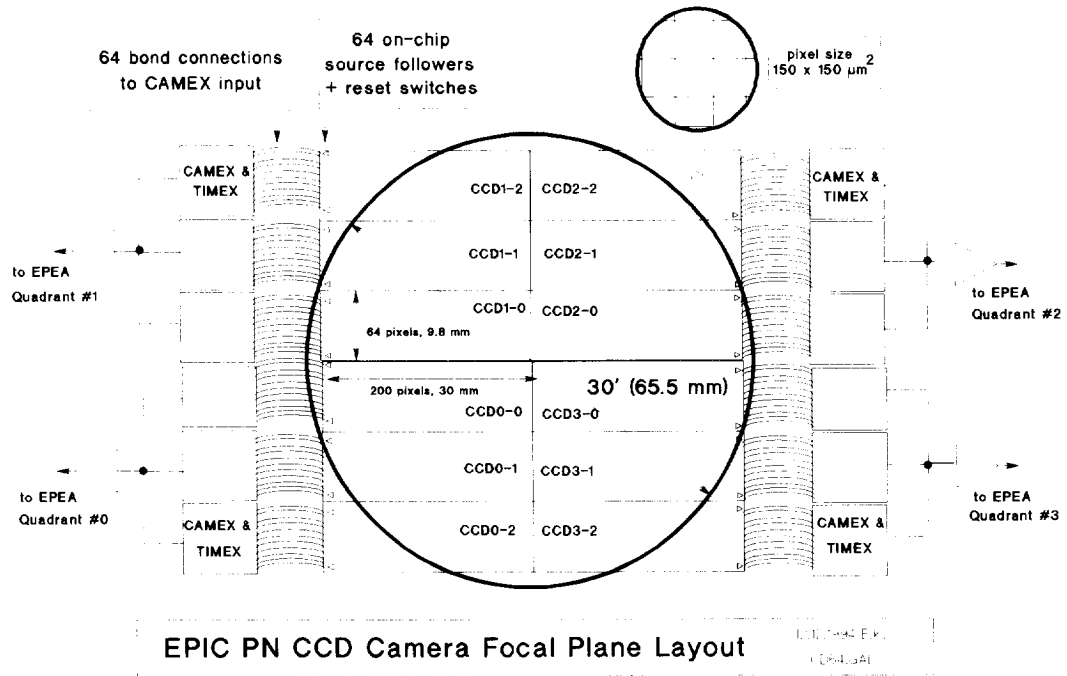 64 bond connections
to CAMEX input
64 on-chip
source followers
+ reset switches
pixel size
150 x 150 µm²
CAMEX &
TIMEX
CCD1-2
CCD2-2
CAMEX &
TIMEX
CCD1-1
CCD2-1
to EPEA
Quadrant #1
to EPEA
Quadrant #2
CCD1-0
CCD2-0
64 pixels, 9.8 mm
200 pixels, 30 mm
30' (65.5 mm)
CCD0-0
CCD3-0
CCD0-1
CCD3-1
to EPEA
Quadrant #0
to EPEA
Quadrant #3
CAMEX &
TIMEX
CCD0-2
CCD3-2
CAMEX &
TIMEX
EPIC PN CCD Camera Focal Plane Layout